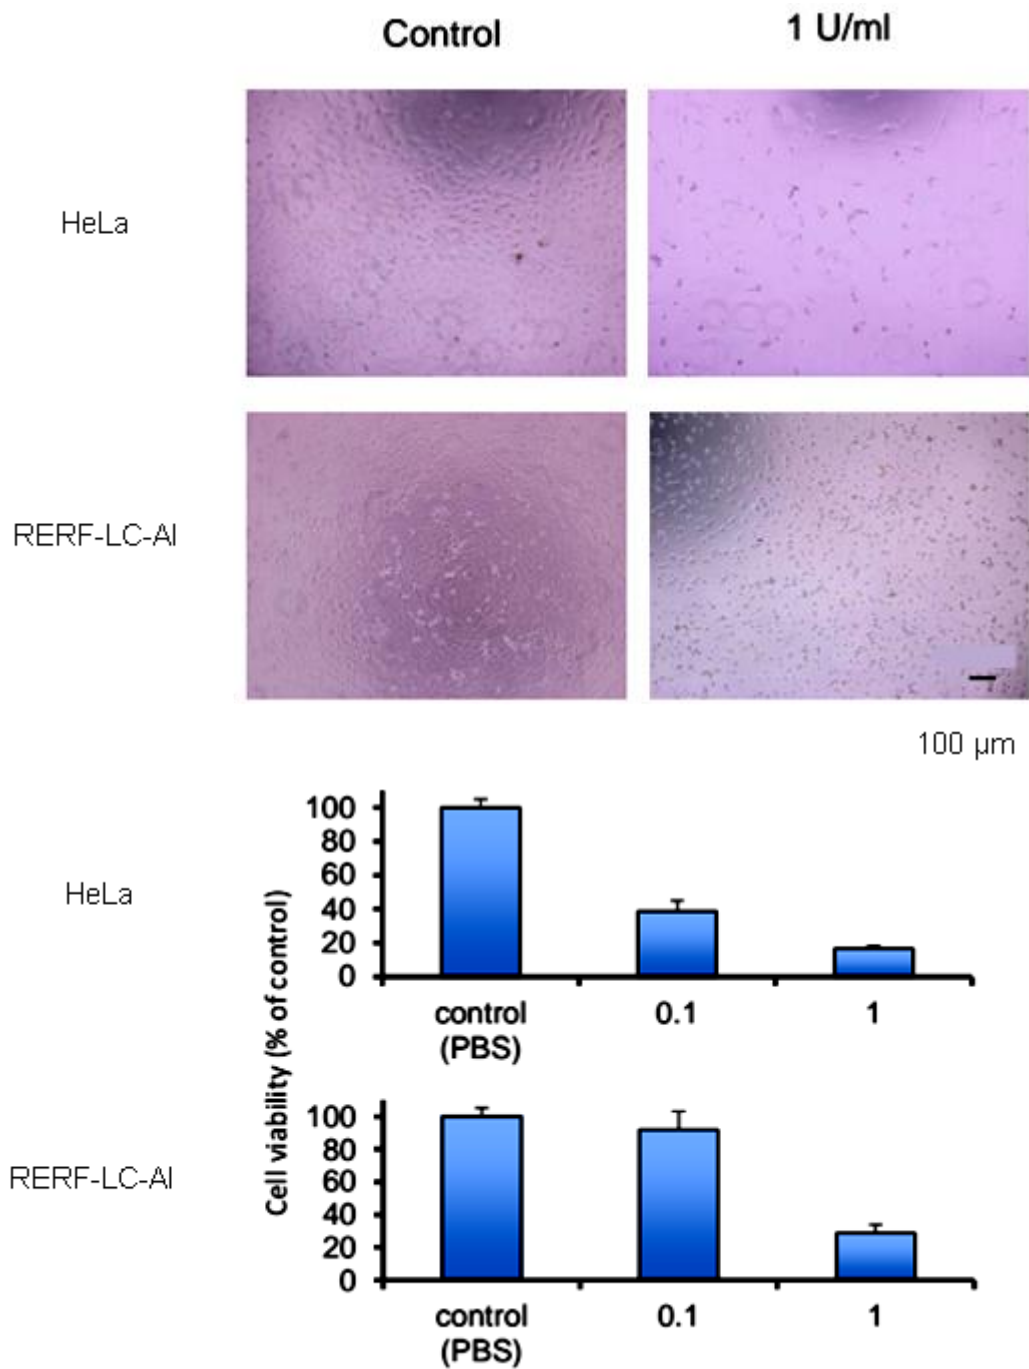 Control
1 U/ml
HeLa
RERF-LC-AI
100 µm
Cell viability (% of control)
HeLa
100
80
60
40
20
0
control
(PBS)
0.1
1
RERF-LC-AI
100
80
60
40
20
0
control
(PBS)
0.1
1